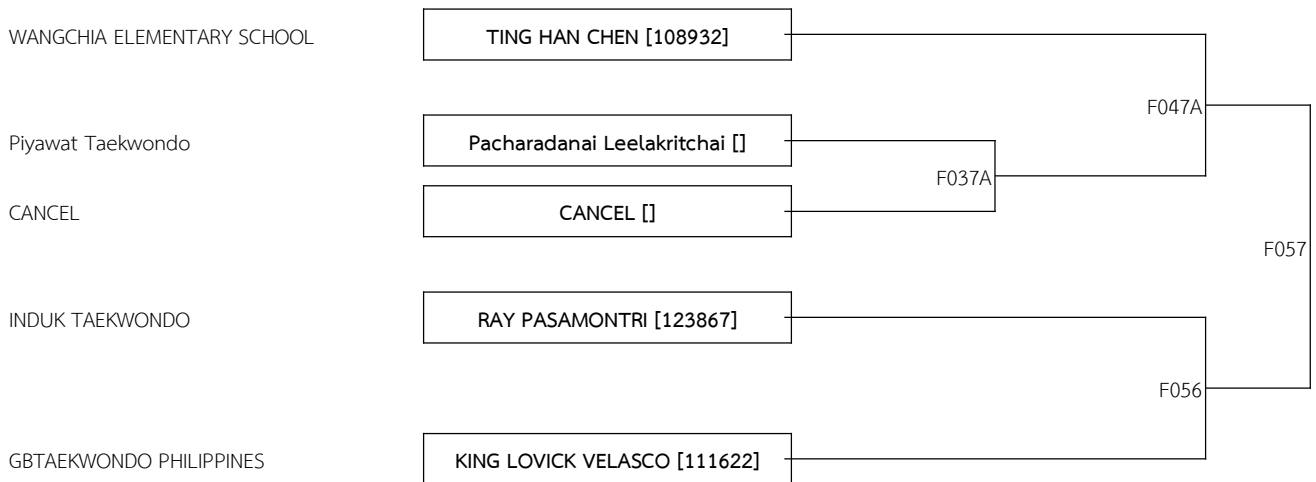 WANGCHIA ELEMENTARY SCHOOL TING HAN CHEN [108932]
F047A
Piyawat Taekwondo Pacharadanai Leelakritchai []
F037A
CANCEL CANCEL []
F057
INDUK TAEKWONDO RAY PASAMONTRI [123867]
F056
GBTAEKWONDO PHILIPPINES KING LOVICK VELASCO [111622]